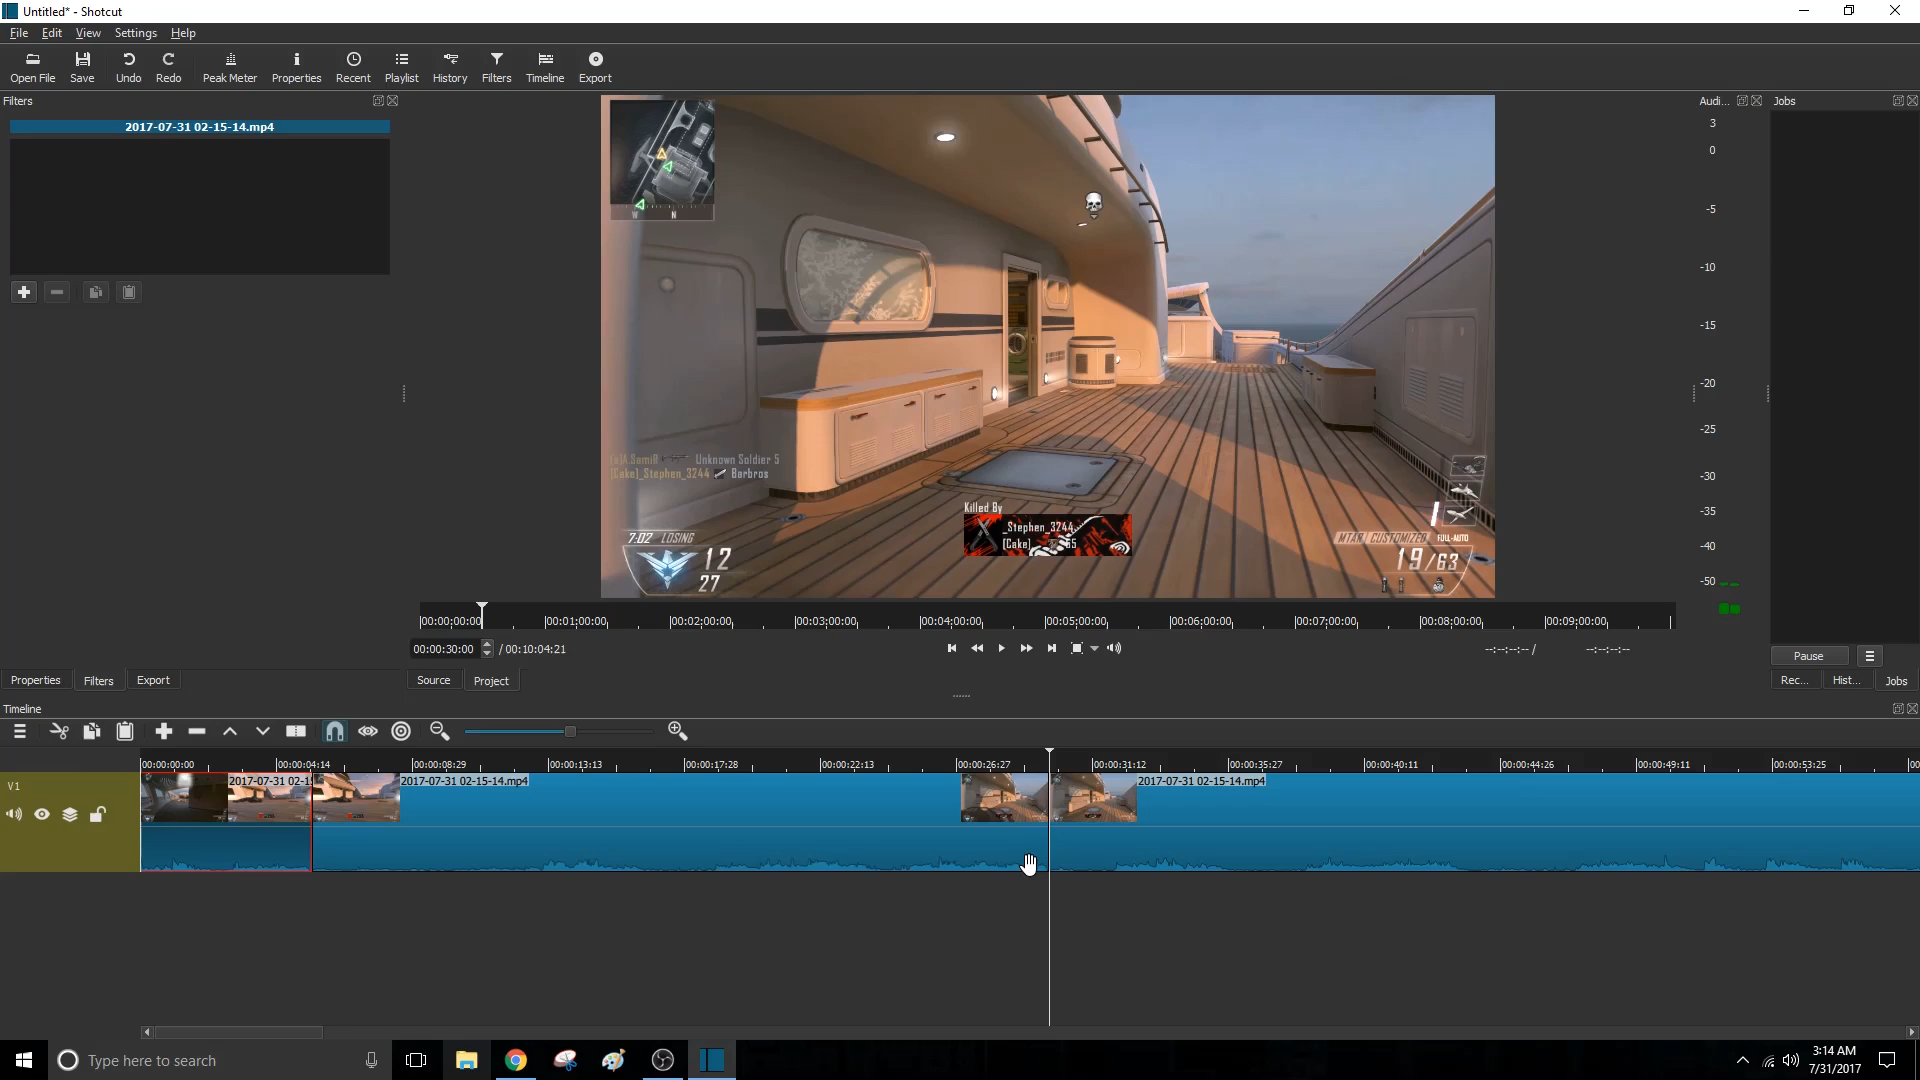 Untitled* - Shotcut
File Edit View Settings Help
Open File Save Undo Redo Peak Meter Properties Recent Playlist History Filters Timeline Export
Filters
2017-07-31 02-15-14.mp4
Audi...
Jobs
3
0
-5
-10
-15
-20
-25
-30
-35
-40
-50
W N
Unknown Soldier 5
[Cake]_Stephen_3244 Barbros
Killed By
_Stephen_3244
[Cake] 55
7:02 LOSING
12
27
MTAR CUSTOMIZED FULL-AUTO
19/63
00:00:00:00 00:01:00:00 00:02:00:00 00:03:00:00 00:04:00:00 00:05:00:00 00:06:00:00 00:07:00:00 00:08:00:00 00:09:00:00
00:00:30:00 / 00:10:04:21
--:--:--:-- / --:--:--:--
Pause
Properties Filters Export
Source Project
Rec... Hist... Jobs
Timeline
00:00:00:00 00:00:04:14 00:00:08:29 00:00:13:13 00:00:17:28 00:00:22:13 00:00:26:27 00:00:31:12 00:00:35:27 00:00:40:11 00:00:44:26 00:00:49:11 00:00:53:25 00
V1
2017-07-31 02-15 2017-07-31 02-15-14.mp4 2017-07-31 02-15-14.mp4
Type here to search
3:14 AM
7/31/2017